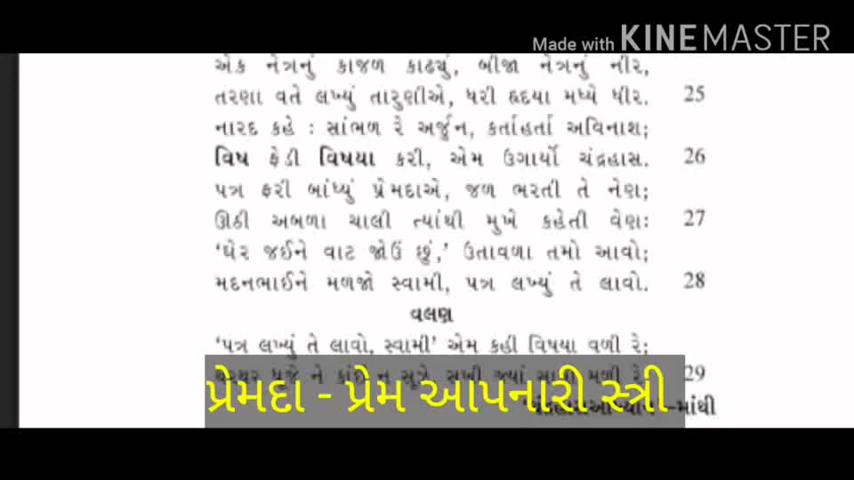 Made with KINEMASTER
એક નેત્રનું કાજળ કાઢ્યું, બીજા નેત્રનું નીર,
તરણા વતે લખ્યું તારુણીએ, ધરી હૃદયા મધ્યે ધીર. 25
નારદ કહે : સાંભળ રે અર્જુન, કર્તાહર્તા અવિનાશ;
વિષ ફેડી વિષયા કરી, એમ ઉગાર્યો ચંદ્રહાસ. 26
પત્ર ફરી બાંધ્યું પ્રેમદાએ, જળ ભરતી તે નેણ;
ઊઠી અબળા ચાલી ત્યાંથી મુખે કહેતી વેણઃ 27
‘ઘેર જઈને વાટ જોઉં છું,’ ઉતાવળા તમો આવો;
મદનભાઈને મળજો સ્વામી, પત્ર લખ્યું તે લાવો. 28
વલણ
‘પત્ર લખ્યું તે લાવો, સ્વામી’ એમ કહી વિષયા વળી રે;
થરથર ધ્રૂજે ને કાંઈ ન સૂઝે, સખી જ્યાં મળી રે 29
પ્રેમદા - પ્રેમ આપનારી સ્ત્રી
-માંથી